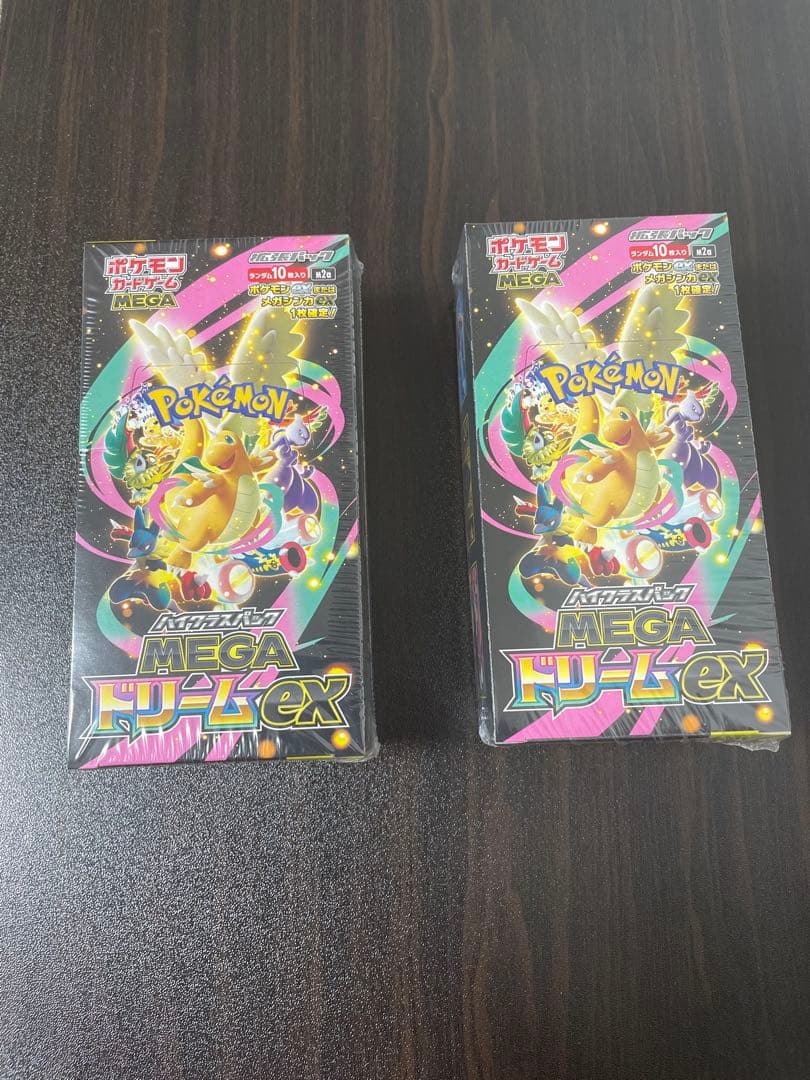 ポケモン
カードゲーム
MEGA
拡張パック
ランダム10枚入り M2a
ポケモンexまたは
メガシンカex
1枚確定!
POKéMON
ハイクラスパック
MEGA
ドリームex
ポケモン
カードゲーム
MEGA
拡張パック
ランダム10枚入り M2a
ポケモンexまたは
メガシンカex
1枚確定!
POKéMON
ハイクラスパック
MEGA
ドリームex